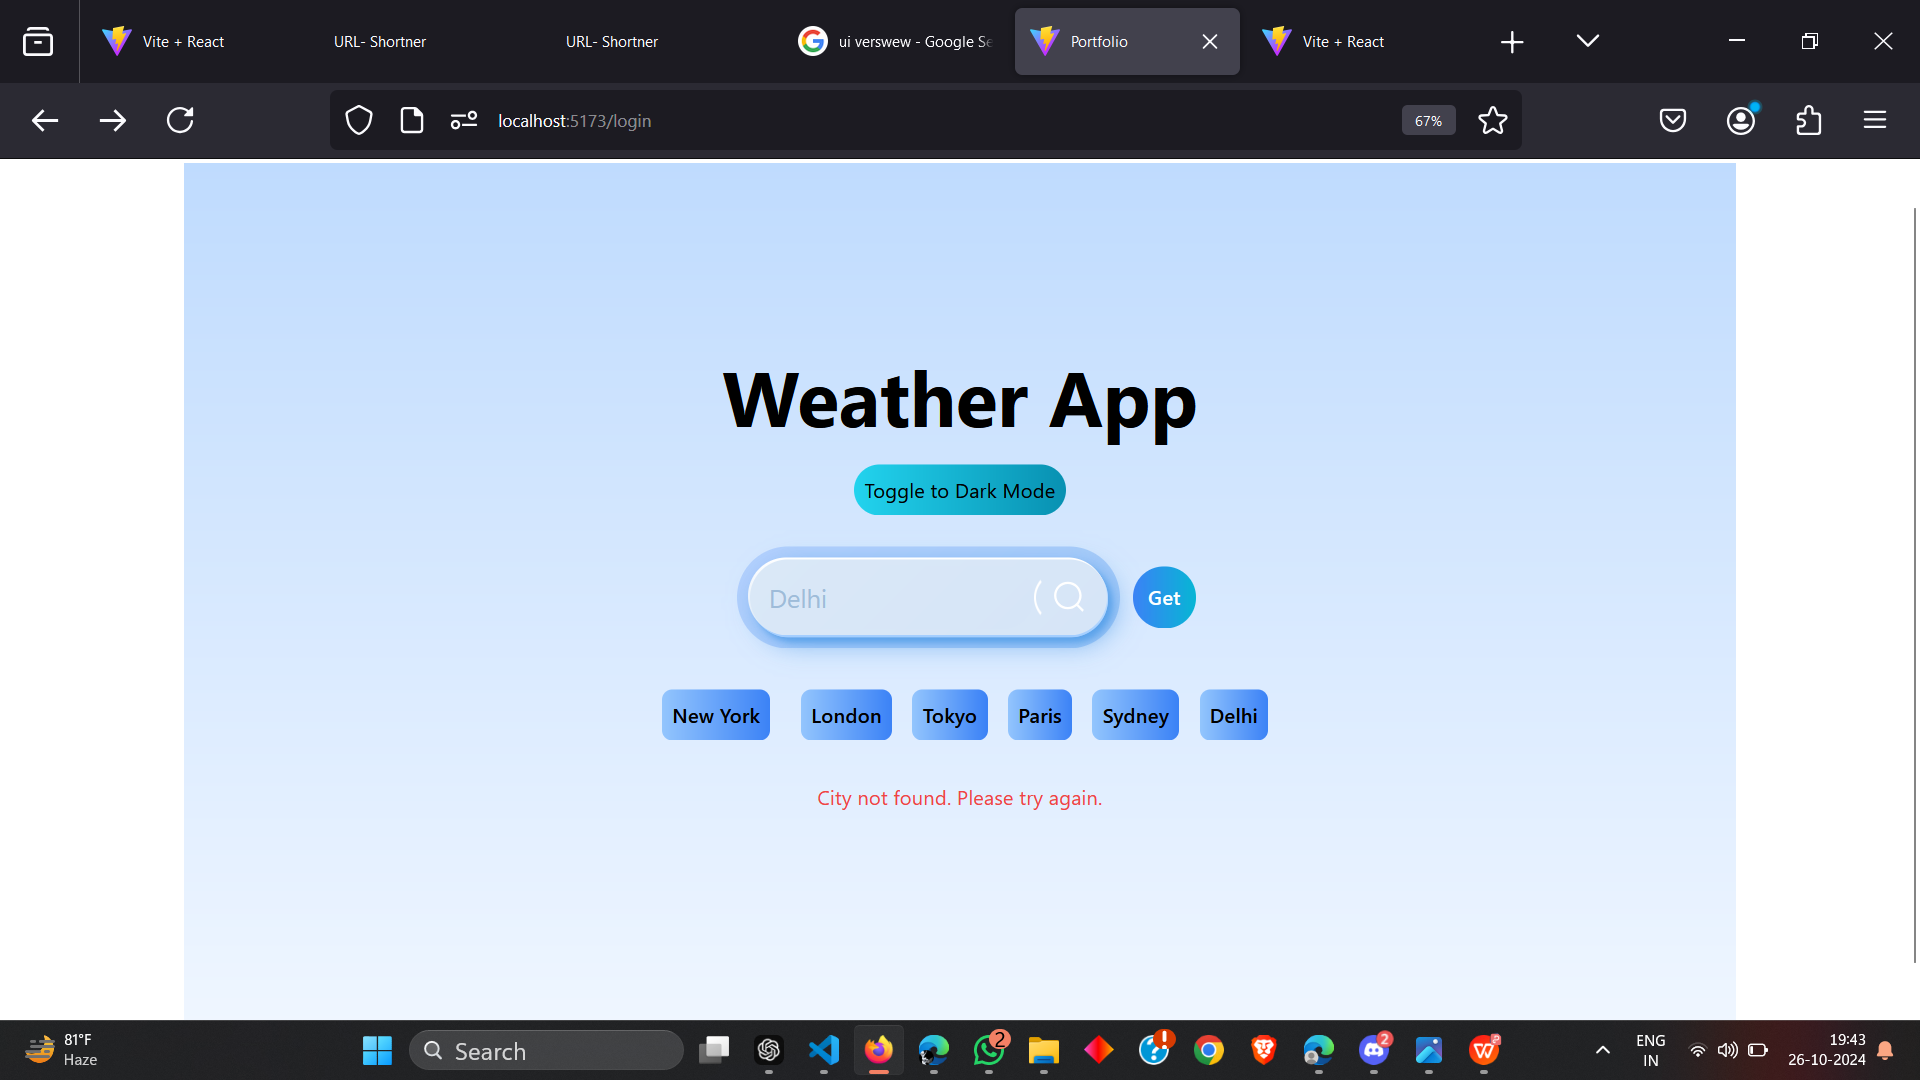 Vite + React
URL- Shortner
URL- Shortner
ui verswew - Google Se
Portfolio
Vite + React
localhost:5173/login
67%
Weather App
Toggle to Dark Mode
Delhi
Get
New York
London
Tokyo
Paris
Sydney
Delhi
City not found. Please try again.
81°F
Haze
Search
2
2
ENG
IN
19:43
26-10-2024